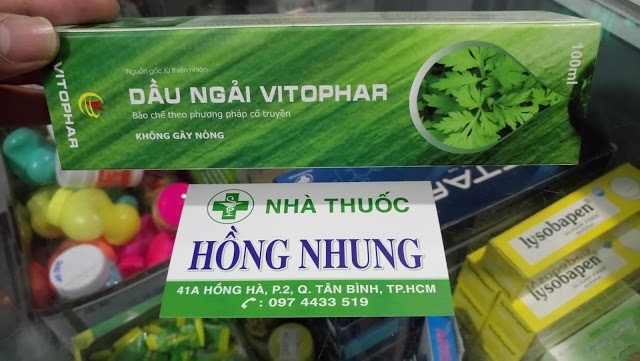 VITOPHAR
Nguồn gốc từ thiên nhiên
DẦU NGẢI VITOPHAR
Bào chế theo phương pháp cổ truyền
KHÔNG GÂY NÓNG
100ml
NHÀ THUỐC
HỒNG NHUNG
41A HỒNG HÀ, P.2, Q. TÂN BÌNH, TP.HCM
: 097 4433 519
lysobapen
lysobapen